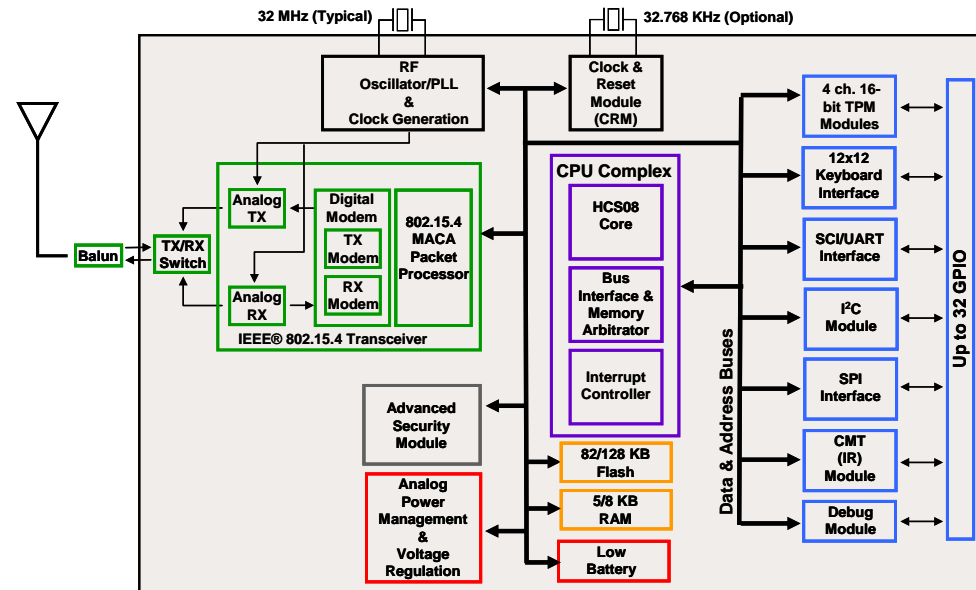 32 MHz (Typical)
32.768 KHz (Optional)
RF
Oscillator/PLL
&
Clock Generation
Clock &
Reset
Module
(CRM)
4 ch. 16-
bit TPM
Modules
12x12
Keyboard
Interface
SCI/UART
Interface
I²C
Module
SPI
Interface
CMT
(IR)
Module
Debug
Module
Up to 32 GPIO
Data & Address Buses
CPU Complex
HCS08
Core
Bus
Interface &
Memory
Arbitrator
Interrupt
Controller
Balun
TX/RX
Switch
Analog
TX
Analog
RX
Digital
Modem
TX
Modem
RX
Modem
802.15.4
MACA
Packet
Processor
IEEE® 802.15.4 Transceiver
Advanced
Security
Module
Analog
Power
Management
&
Voltage
Regulation
82/128 KB
Flash
5/8 KB
RAM
Low
Battery